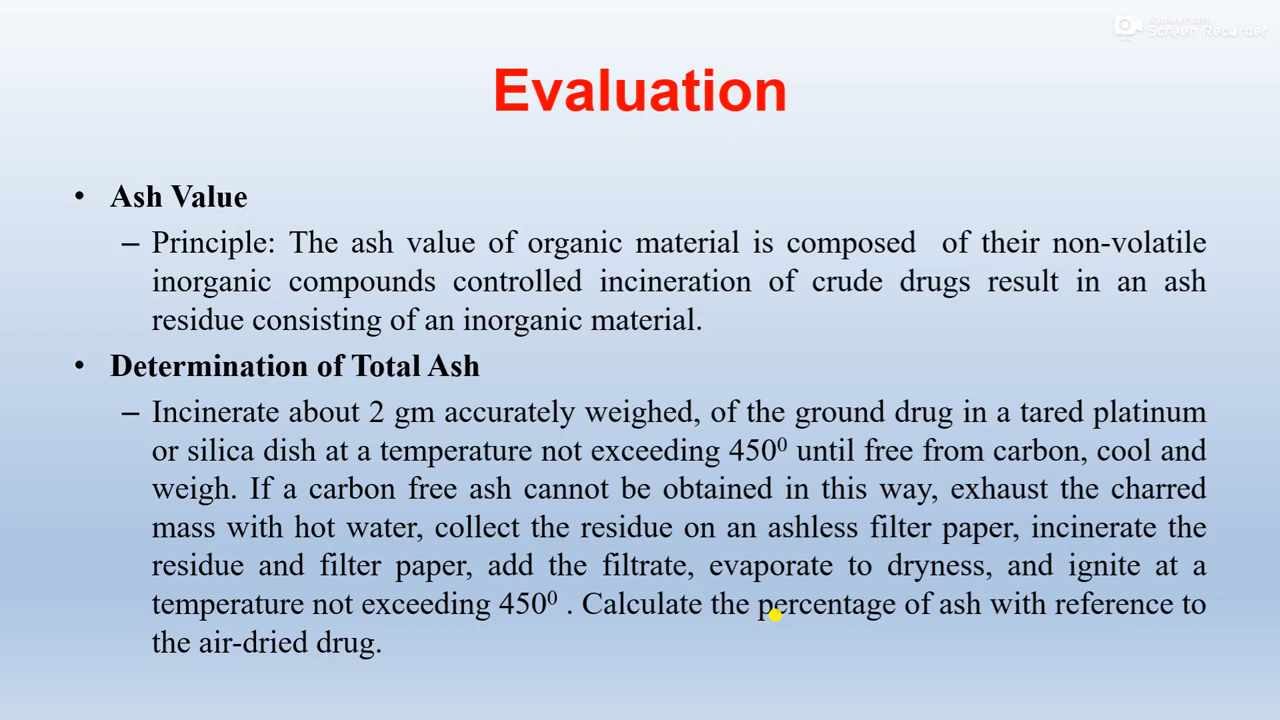 Apowersoft
Screen Recorder
Evaluation
• Ash Value
– Principle: The ash value of organic material is composed of their non-volatile
inorganic compounds controlled incineration of crude drugs result in an ash
residue consisting of an inorganic material.
• Determination of Total Ash
– Incinerate about 2 gm accurately weighed, of the ground drug in a tared platinum
or silica dish at a temperature not exceeding 450⁰ until free from carbon, cool and
weigh. If a carbon free ash cannot be obtained in this way, exhaust the charred
mass with hot water, collect the residue on an ashless filter paper, incinerate the
residue and filter paper, add the filtrate, evaporate to dryness, and ignite at a
temperature not exceeding 450⁰ . Calculate the percentage of ash with reference to
the air-dried drug.